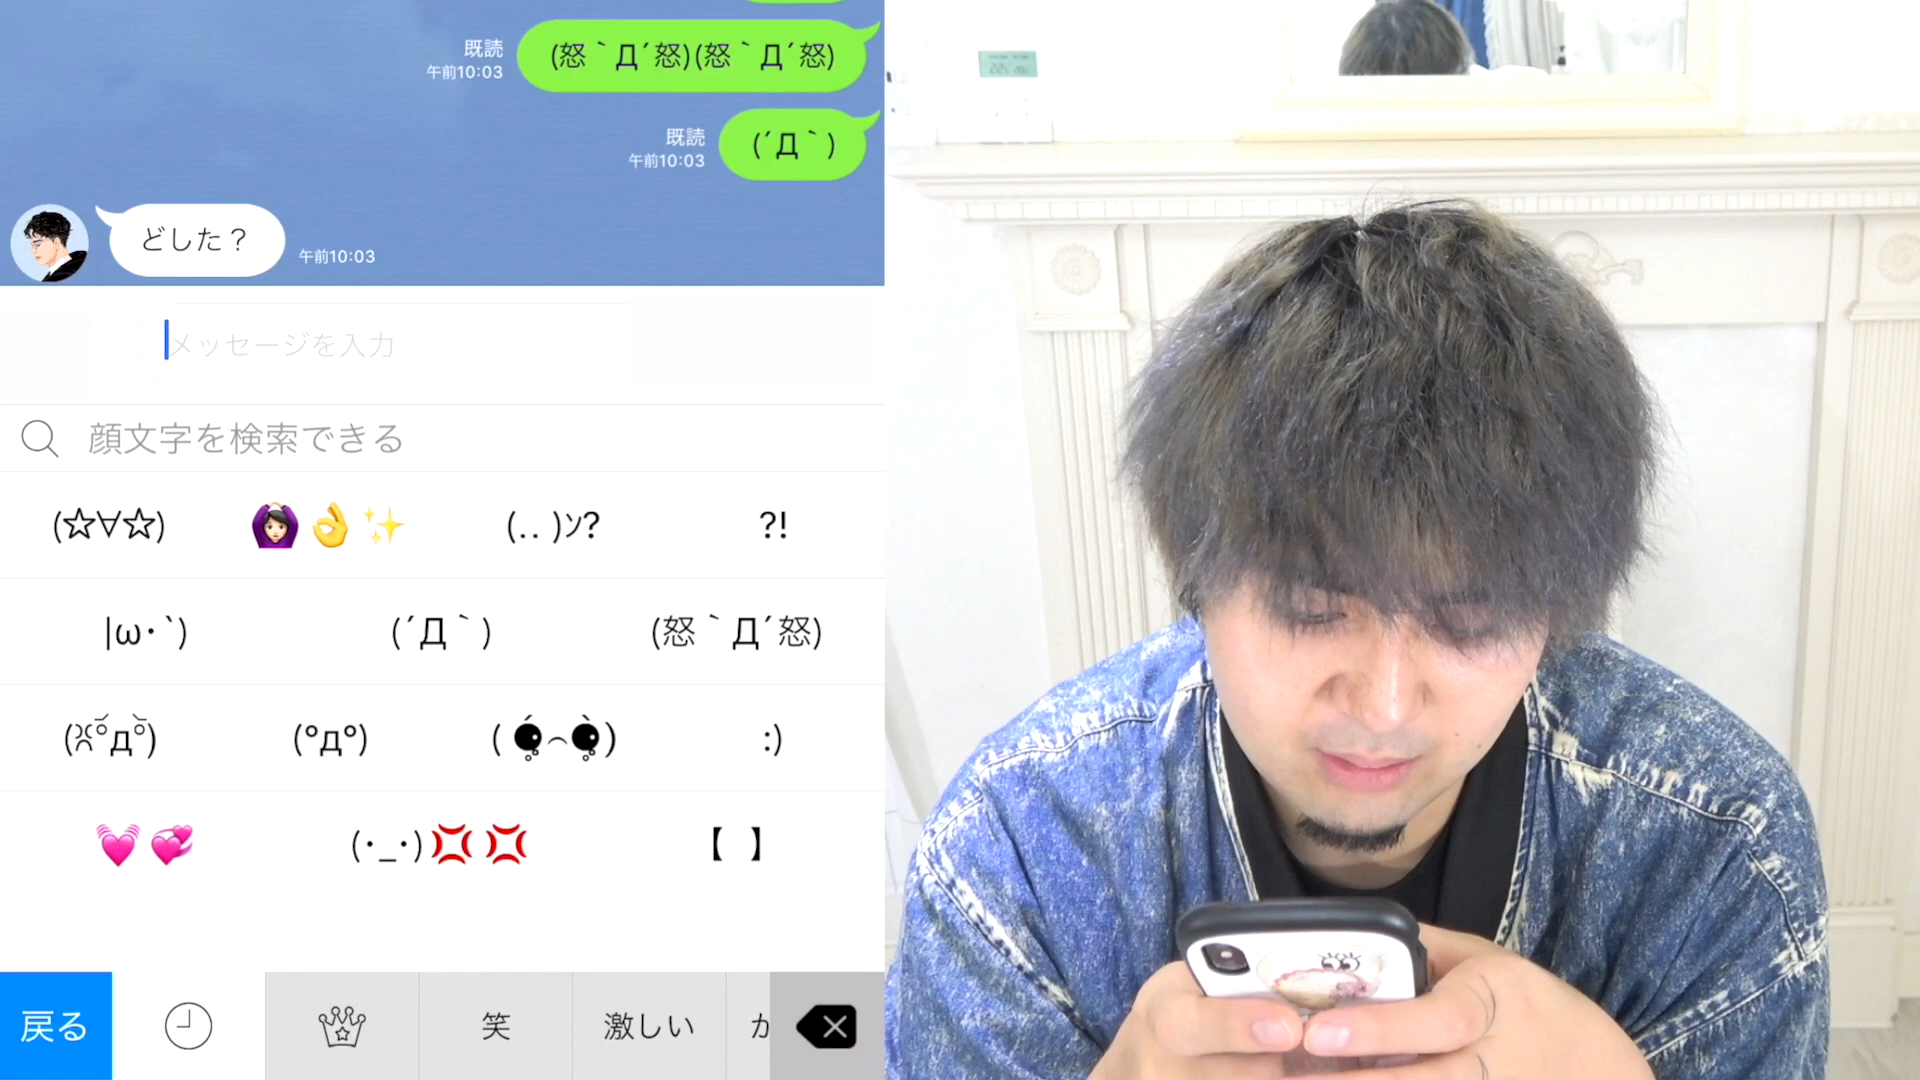 既読
午前10:03
(怒｀Д´怒)(怒｀Д´怒)
既読
午前10:03
(´Д｀)
どした？
午前10:03
メッセージを入力
顔文字を検索できる
(☆∀☆) 🙆🏻‍♀️👌✨ (.. )ﾝ? ?!
|ω･`) (´Д｀) (怒｀Д´怒)
(ꐦ°᷄д°᷅) (°д°) :)
💓💞 (･_･)💢💢 【 】
戻る 笑 激しい か